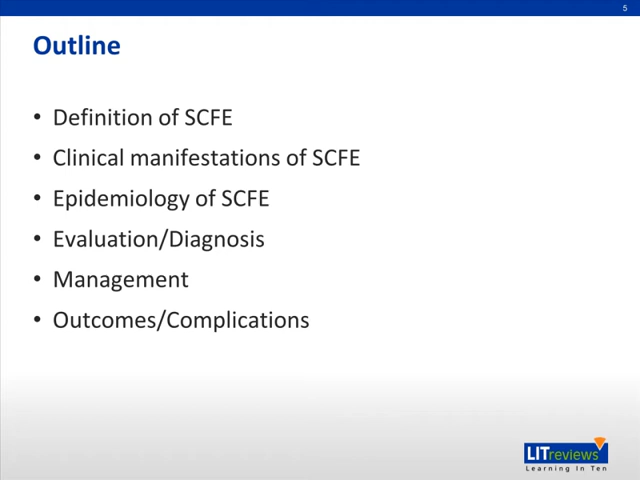 5
Outline
• Definition of SCFE
• Clinical manifestations of SCFE
• Epidemiology of SCFE
• Evaluation/Diagnosis
• Management
• Outcomes/Complications
LITreviews
Learning In Ten